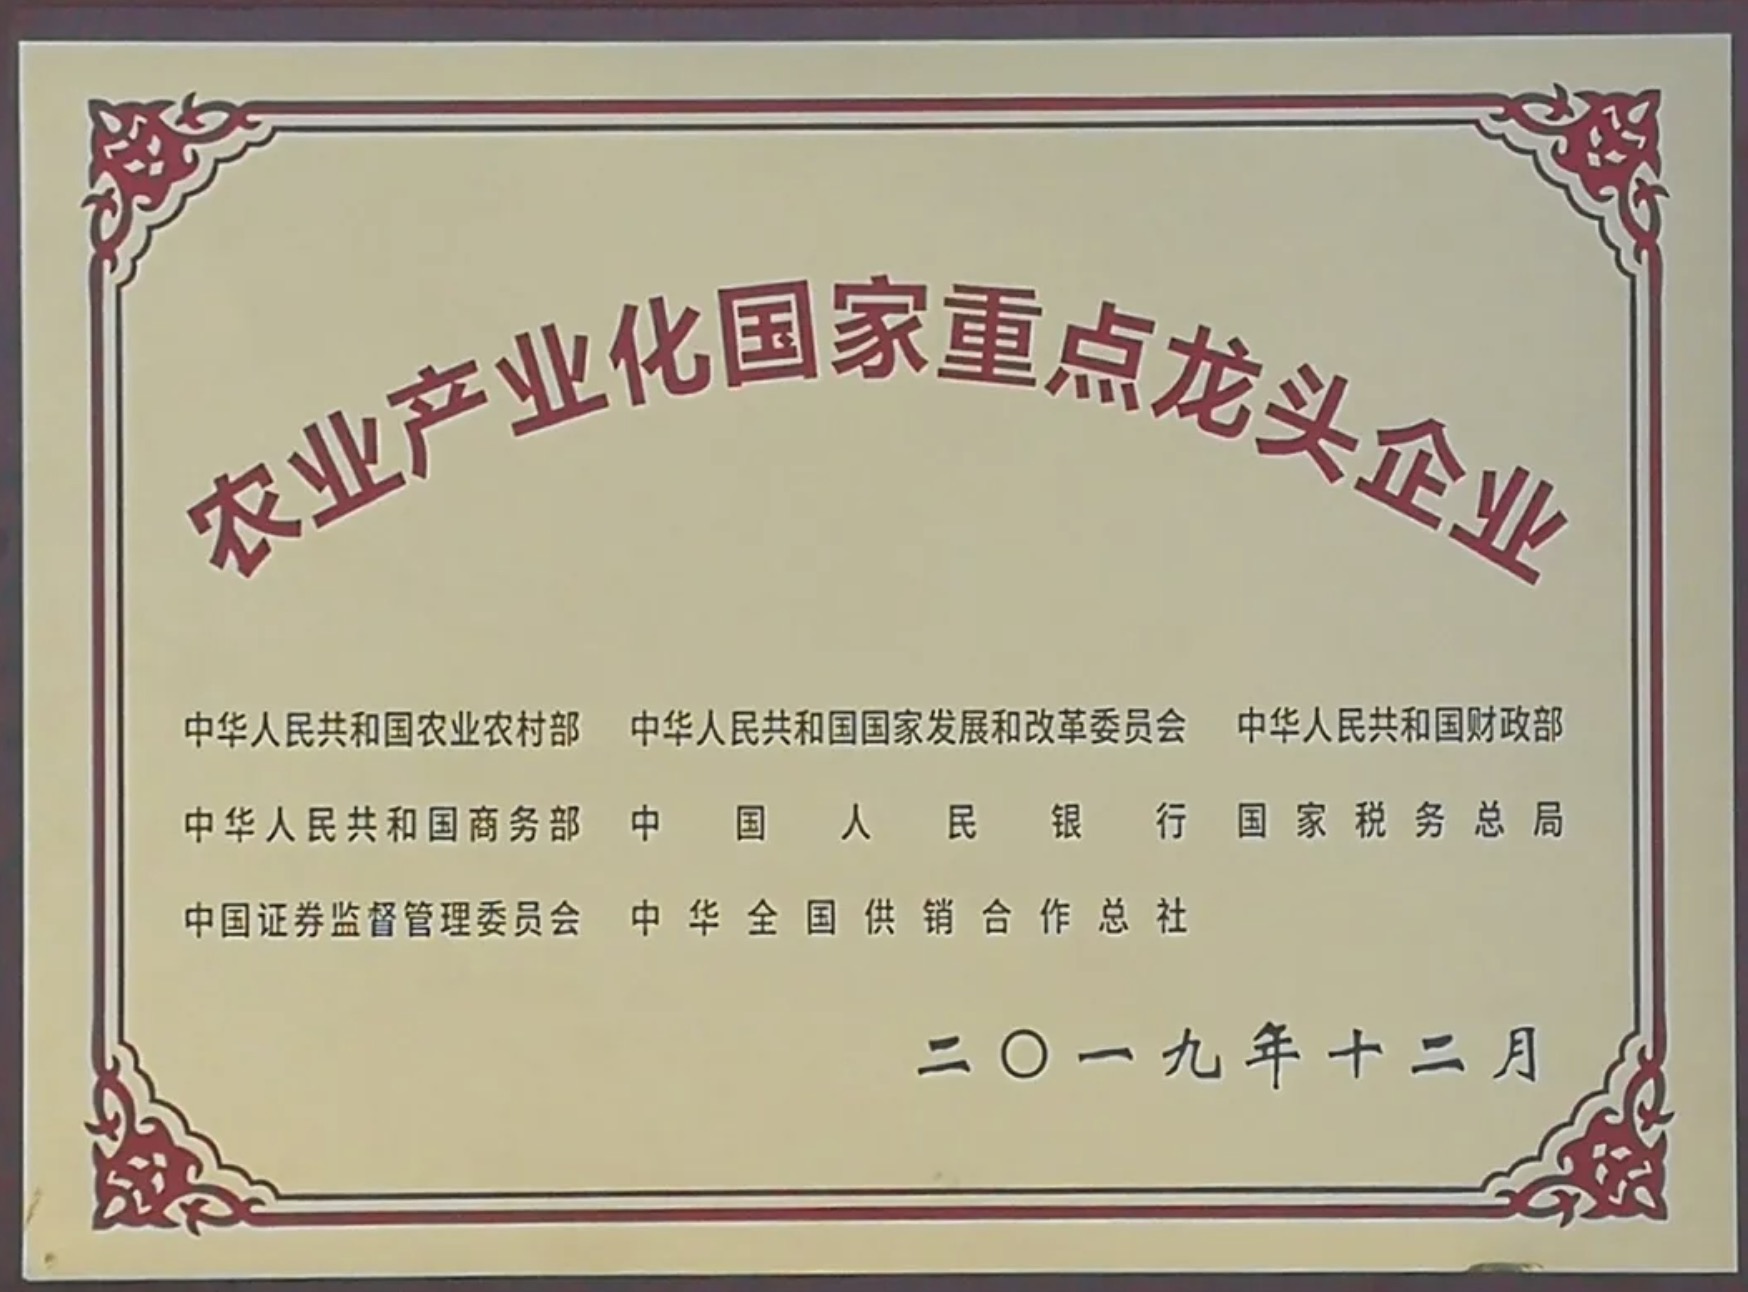 农业产业化国家重点龙头企业
中华人民共和国农业农村部 中华人民共和国国家发展和改革委员会 中华人民共和国财政部
中华人民共和国商务部 中国人民银行 国家税务总局
中国证券监督管理委员会 中华全国供销合作总社
二〇一九年十二月